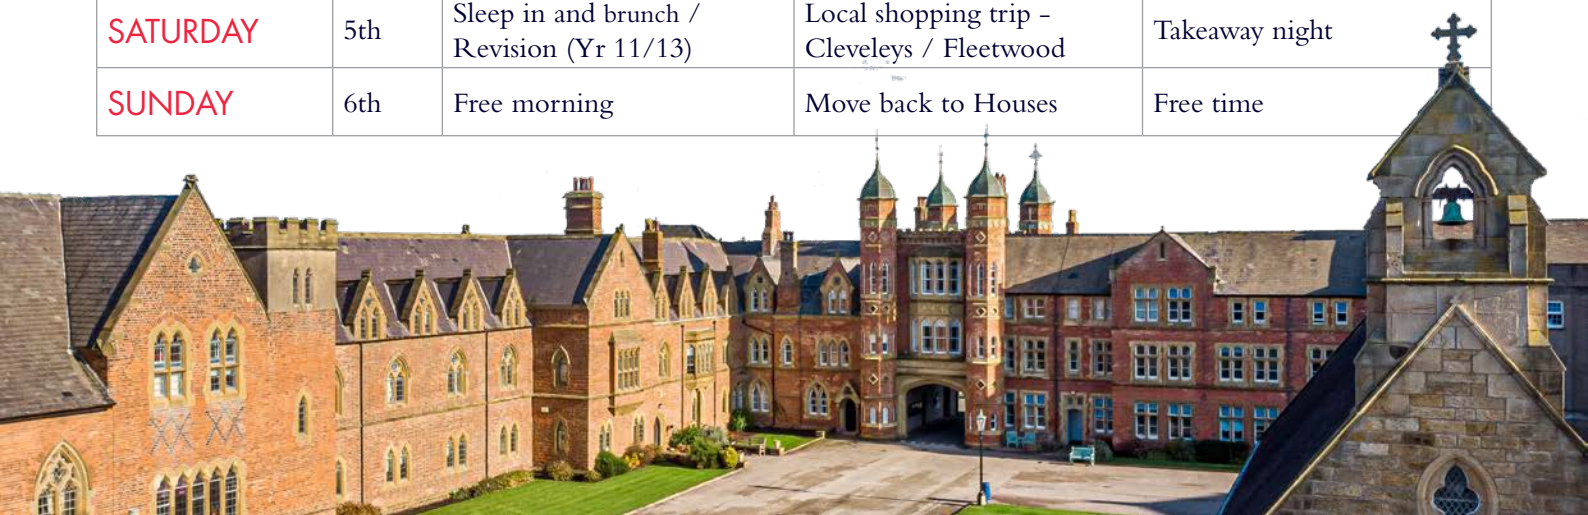 SATURDAY
5th
Sleep in and brunch /
Revision (Yr 11/13)
Local shopping trip -
Cleveleys / Fleetwood
Takeaway night
SUNDAY
6th
Free morning
Move back to Houses
Free time